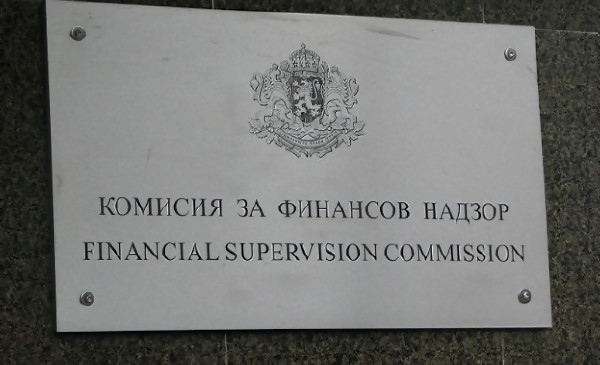 КОМИСИЯ ЗА ФИНАНСОВ НАДЗОР
FINANCIAL SUPERVISION COMMISSION